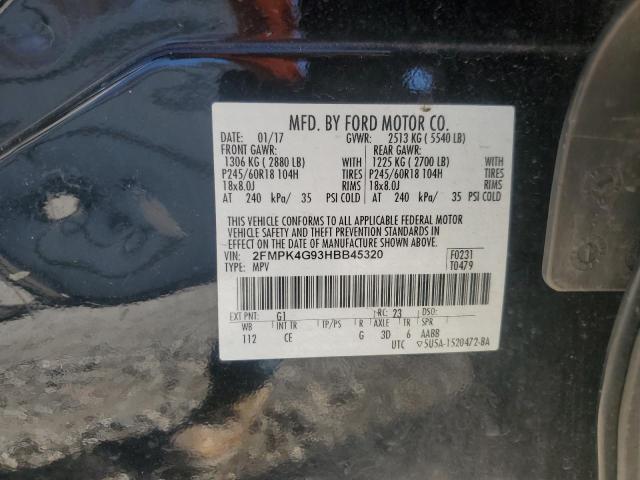 MFD. BY FORD MOTOR CO.
DATE: 01/17 GVWR: 2513 KG ( 5540 LB)
FRONT GAWR: REAR GAWR:
1306 KG ( 2880 LB) WITH 1225 KG ( 2700 LB) WITH
P245/60R18 104H TIRES P245/60R18 104H TIRES
18x8.0J RIMS 18x8.0J RIMS
AT 240 kPa/ 35 PSI COLD AT 240 kPa/ 35 PSI COLD
THIS VEHICLE CONFORMS TO ALL APPLICABLE FEDERAL MOTOR
VEHICLE SAFETY AND THEFT PREVENTION STANDARDS IN
EFFECT ON THE DATE OF MANUFACTURE SHOWN ABOVE.
VIN: 2FMPK4G93HBB45320 F0231
TYPE: MPV T0479
EXT PNT: G1 RC: 23 DSO:
WB INT TR TP/PS R AXLE TR SPR
112 CE G 3D 6 AABB
UTC ▽5U5A-1520472-BA